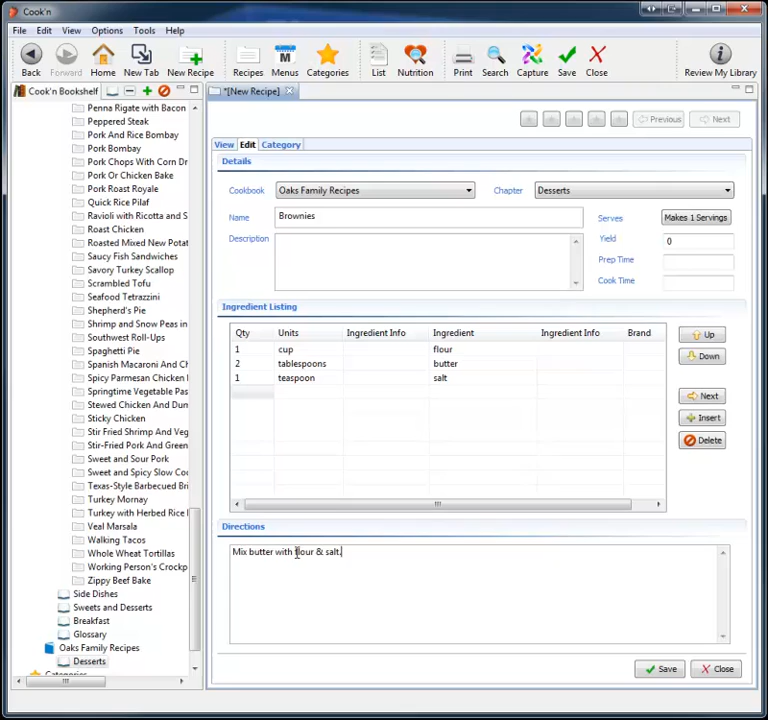 Cook'n
File Edit View Options Tools Help
Back Forward Home New Tab New Recipe Recipes Menus Categories List Nutrition Print Search Capture Save Close Review My Library
Cook'n Bookshelf
*[New Recipe]
Penna Rigate with Bacon
Peppered Steak
Pork And Rice Bombay
Pork Bombay
Pork Chops With Corn Dr
Pork Or Chicken Bake
Pork Roast Royale
Quick Rice Pilaf
Ravioli with Ricotta and S
Roast Chicken
Roasted Mixed New Potat
Saucy Fish Sandwiches
Savory Turkey Scallop
Scrambled Tofu
Seafood Tetrazzini
Shepherd's Pie
Shrimp and Snow Peas in
Southwest Roll-Ups
Spaghetti Pie
Spanish Macaroni And Ch
Spicy Parmesan Chicken
Springtime Vegetable Pas
Stewed Chicken And Dum
Sticky Chicken
Stir Fried Shrimp And Veg
Stir-Fried Pork And Green
Sweet and Sour Pork
Sweet and Spicy Slow Co
Texas-Style Barbecued Bri
Turkey Mornay
Turkey with Herbed Rice
Veal Marsala
Walking Tacos
Whole Wheat Tortillas
Working Person's Crockp
Zippy Beef Bake
Side Dishes
Sweets and Desserts
Breakfast
Glossary
Oaks Family Recipes
Desserts
Categories
Previous Next
View Edit Category
Details
Cookbook Oaks Family Recipes Chapter Desserts
Name Brownies Serves Makes 1 Servings
Description Yield 0
Prep Time
Cook Time
Ingredient Listing
Qty Units Ingredient Info Ingredient Ingredient Info Brand
1 cup flour
2 tablespoons butter
1 teaspoon salt
Up
Down
Next
Insert
Delete
Directions
Mix butter with flour & salt.
Save Close